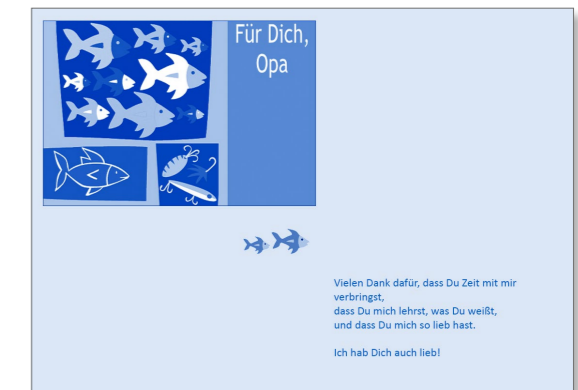 Für Dich,
Opa
Vielen Dank dafür, dass Du Zeit mit mir
verbringst,
dass Du mich lehrst, was Du weißt,
und dass Du mich so lieb hast.
Ich hab Dich auch lieb!